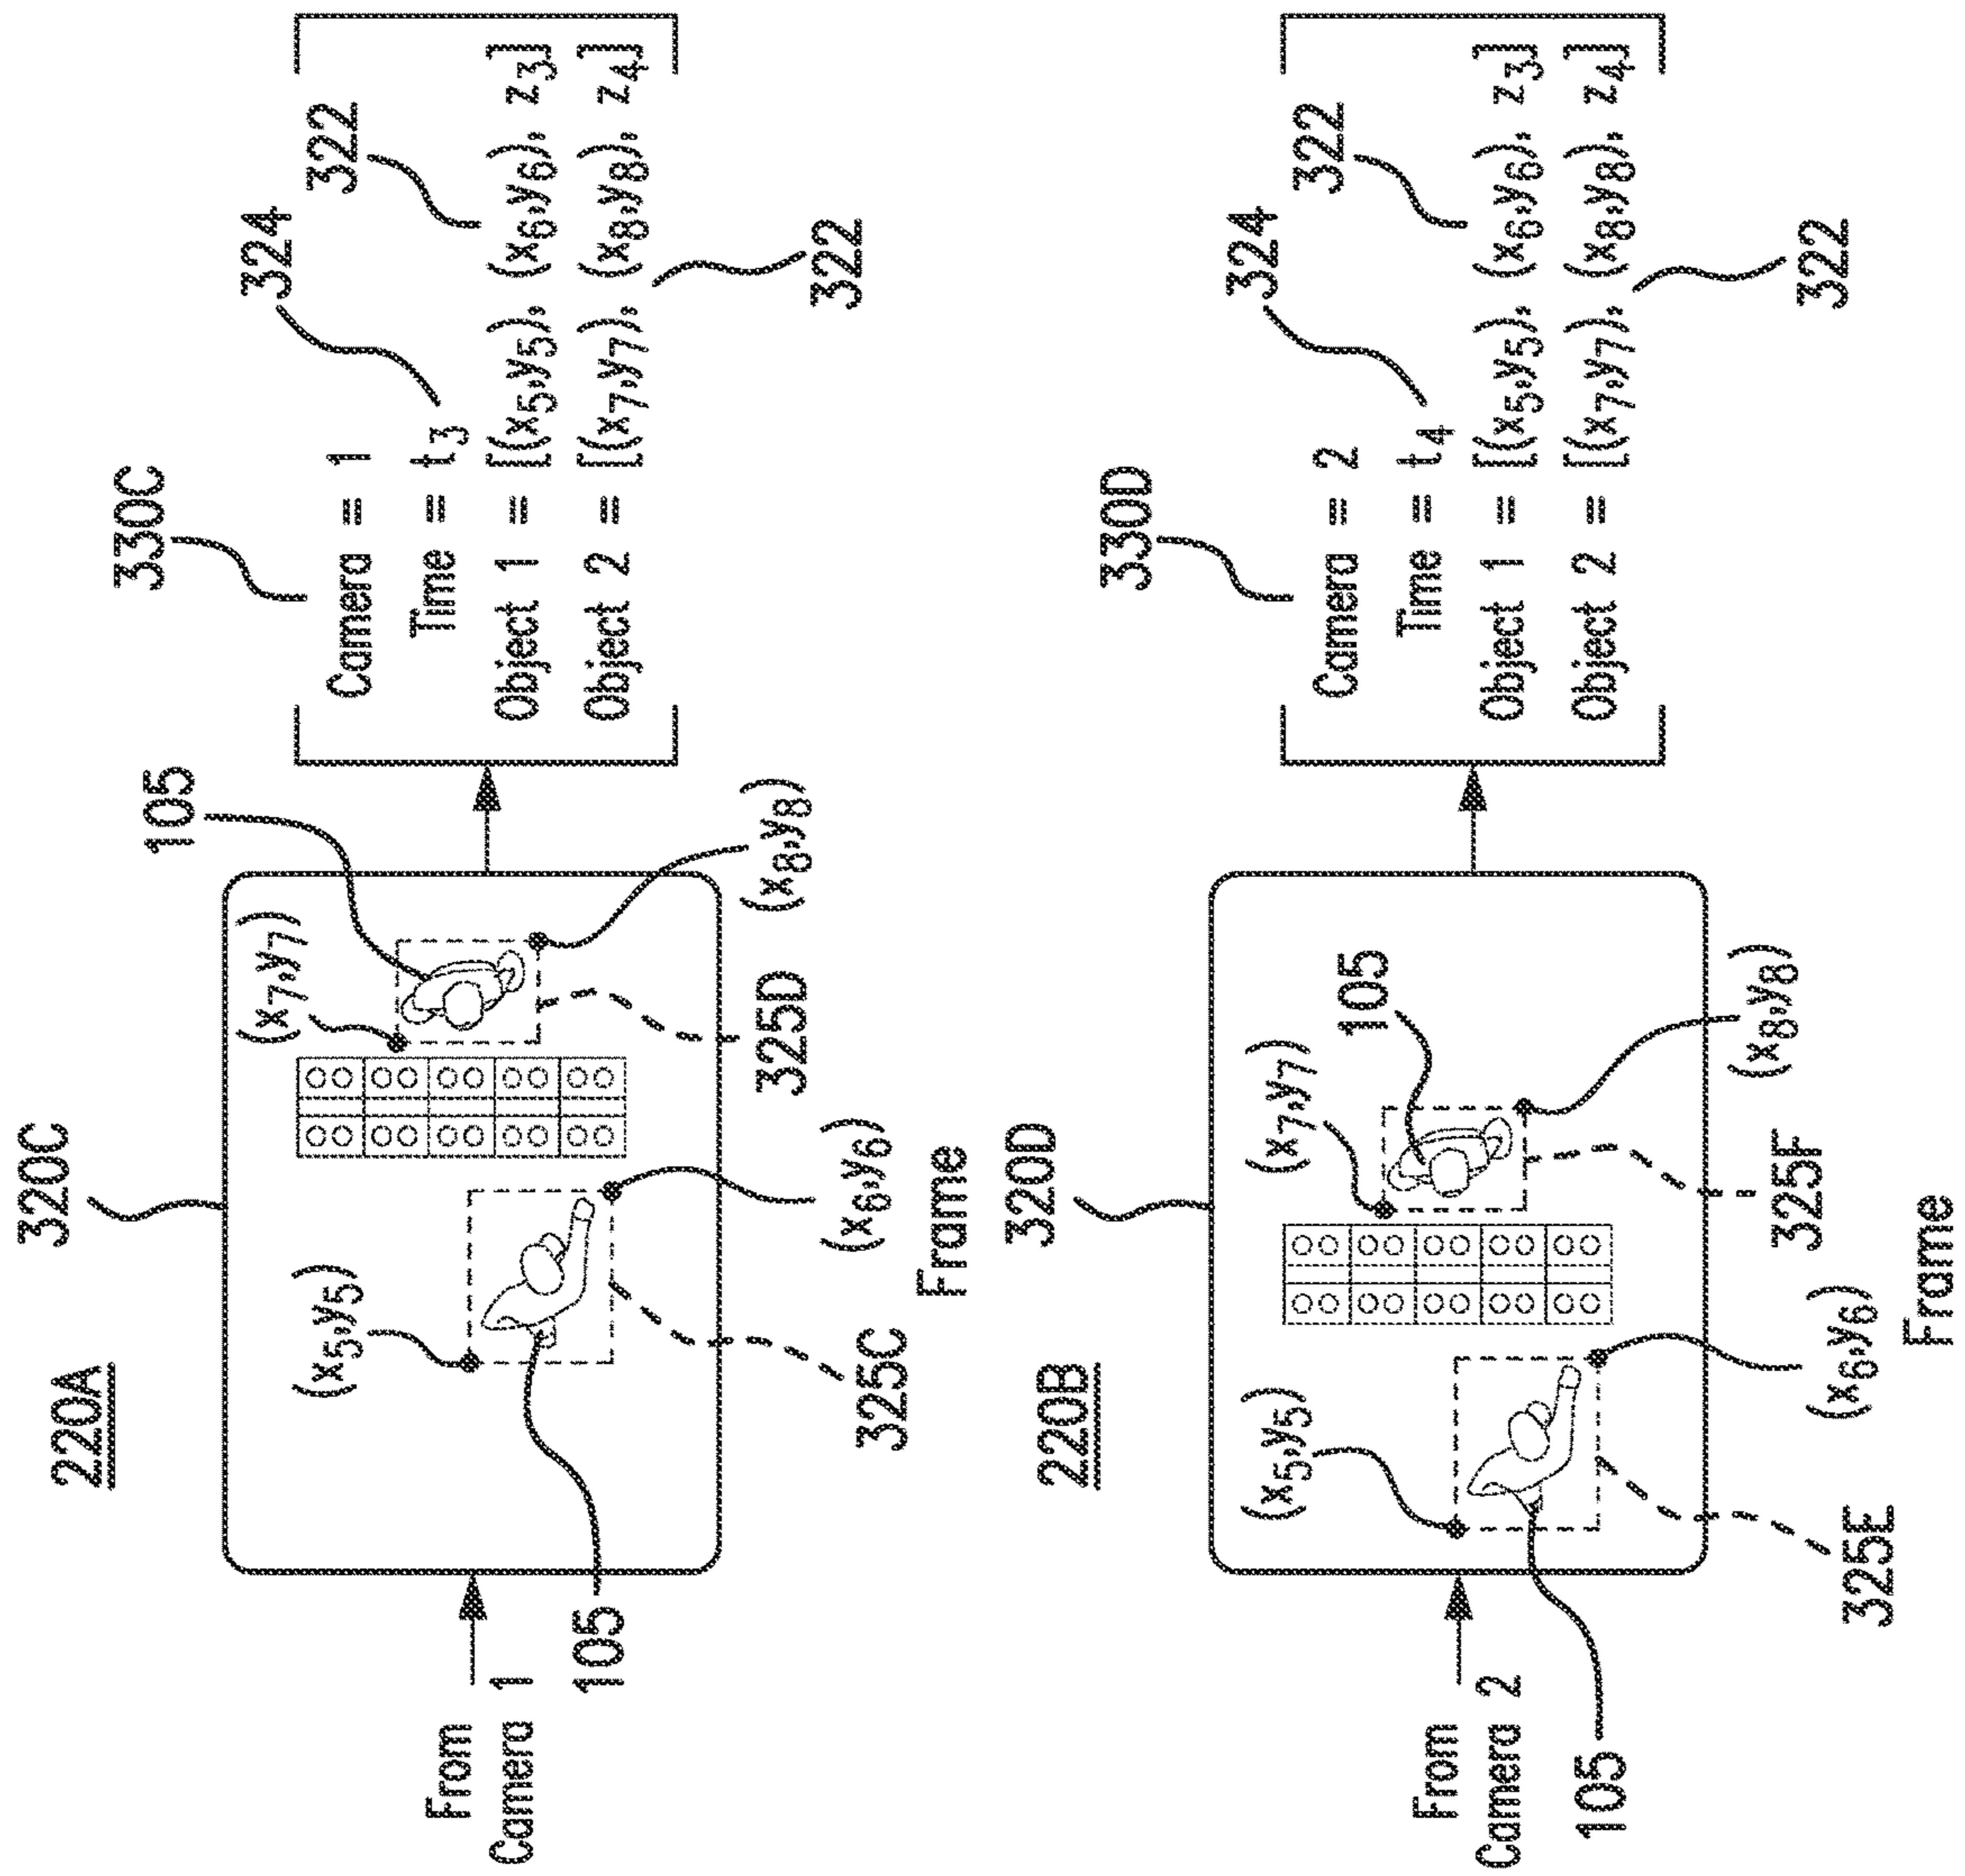 220A
320C
105
330C
324
322
From
Camera 1
(x5,y5)
(x7,y7)
Camera = 1
Time = t3
Object 1 = [(x5,y5), (x6,y6), z3]
Object 2 = [(x7,y7), (x8,y8), z4]
105
325C
(x6,y6)
325D
(x8,y8)
322
Frame
220B
320D
330D
324
322
From
Camera 2
(x5,y5)
(x7,y7)
105
Camera = 2
Time = t4
Object 1 = [(x5,y5), (x6,y6), z3]
Object 2 = [(x7,y7), (x8,y8), z4]
105
325E
(x6,y6)
325F
(x8,y8)
322
Frame